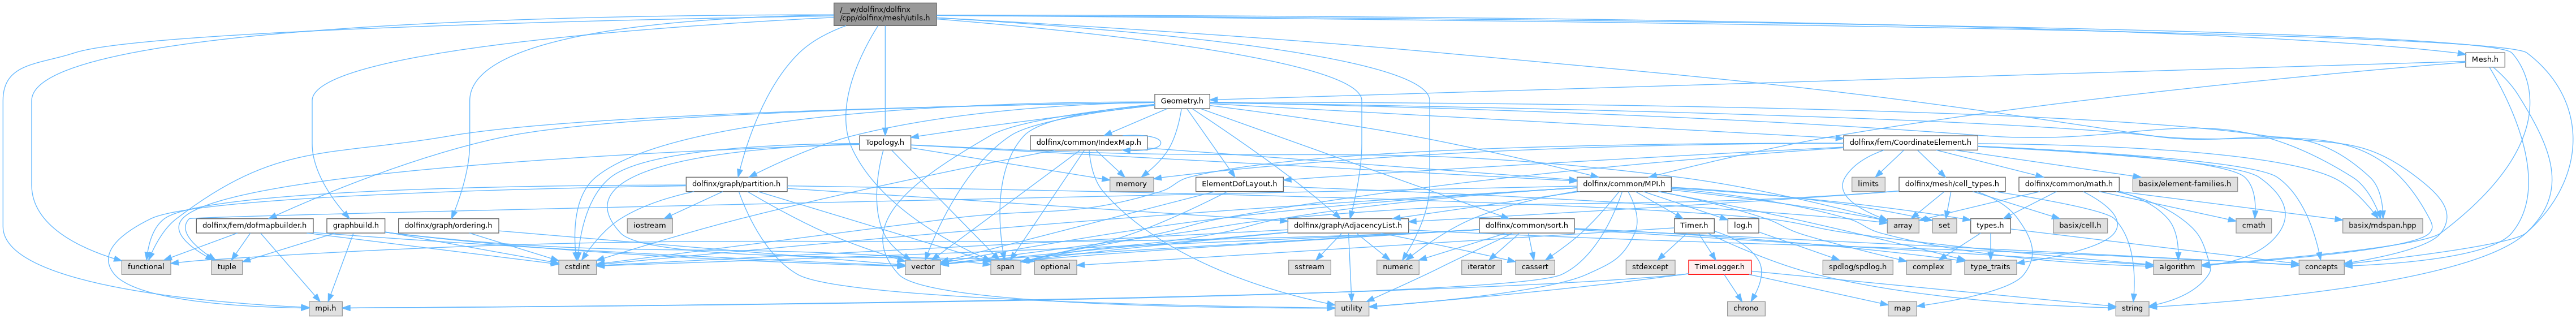 /__w/dolfinx/dolfinx
/cpp/dolfinx/mesh/utils.h
Mesh.h
Geometry.h
Topology.h
dolfinx/common/IndexMap.h
dolfinx/fem/CoordinateElement.h
dolfinx/graph/partition.h
memory
ElementDofLayout.h
dolfinx/common/MPI.h
limits
dolfinx/mesh/cell_types.h
dolfinx/common/math.h
basix/element-families.h
dolfinx/fem/dofmapbuilder.h
graphbuild.h
dolfinx/graph/ordering.h
iostream
dolfinx/graph/AdjacencyList.h
dolfinx/common/sort.h
Timer.h
log.h
array
set
types.h
basix/cell.h
cmath
basix/mdspan.hpp
functional
tuple
cstdint
vector
span
optional
sstream
numeric
iterator
cassert
stdexcept
TimeLogger.h
spdlog/spdlog.h
complex
type_traits
algorithm
concepts
mpi.h
utility
chrono
map
string